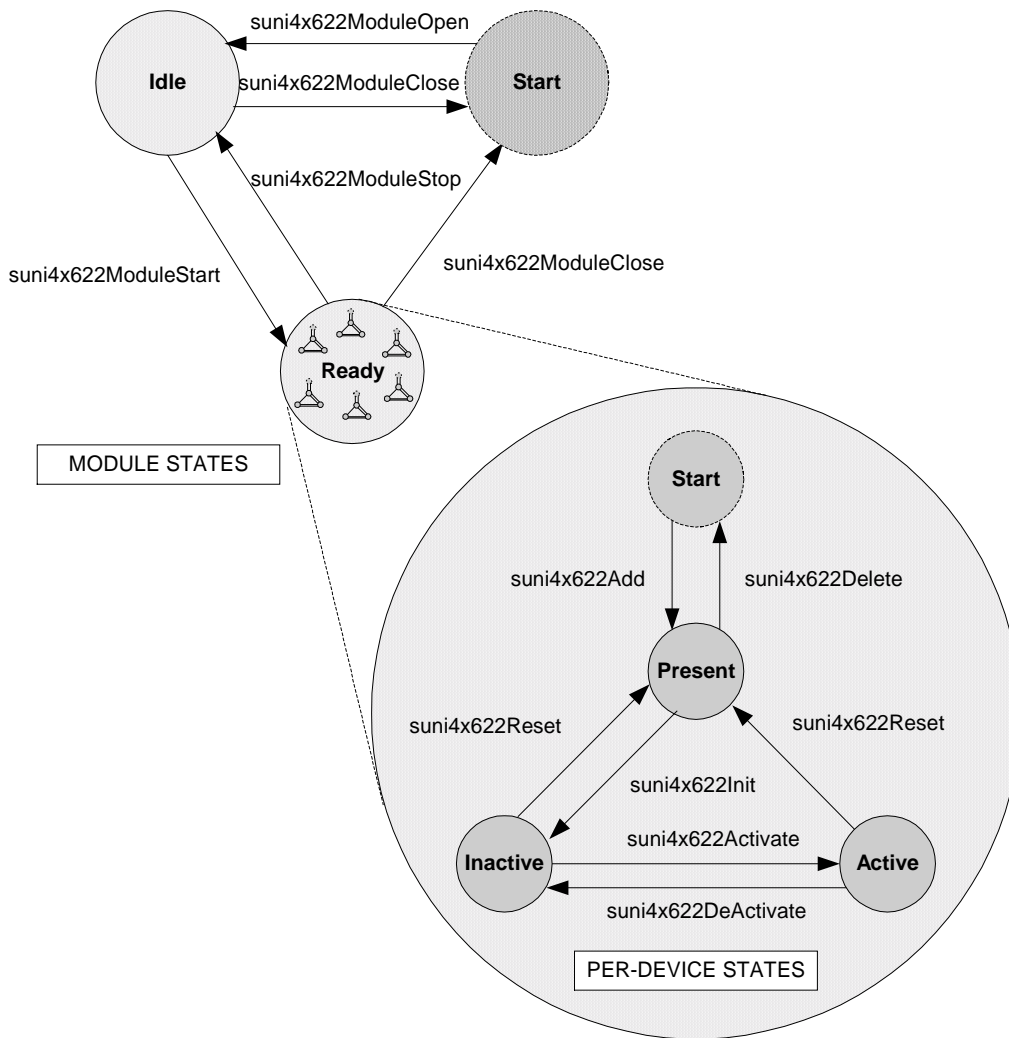 suni4x622ModuleOpen
Idle
Start
suni4x622ModuleClose
suni4x622ModuleStop
suni4x622ModuleClose
suni4x622ModuleStart
Ready
MODULE STATES
Start
suni4x622Add
suni4x622Delete
Present
suni4x622Reset
suni4x622Reset
suni4x622Init
suni4x622Activate
Inactive
Active
suni4x622DeActivate
PER-DEVICE STATES